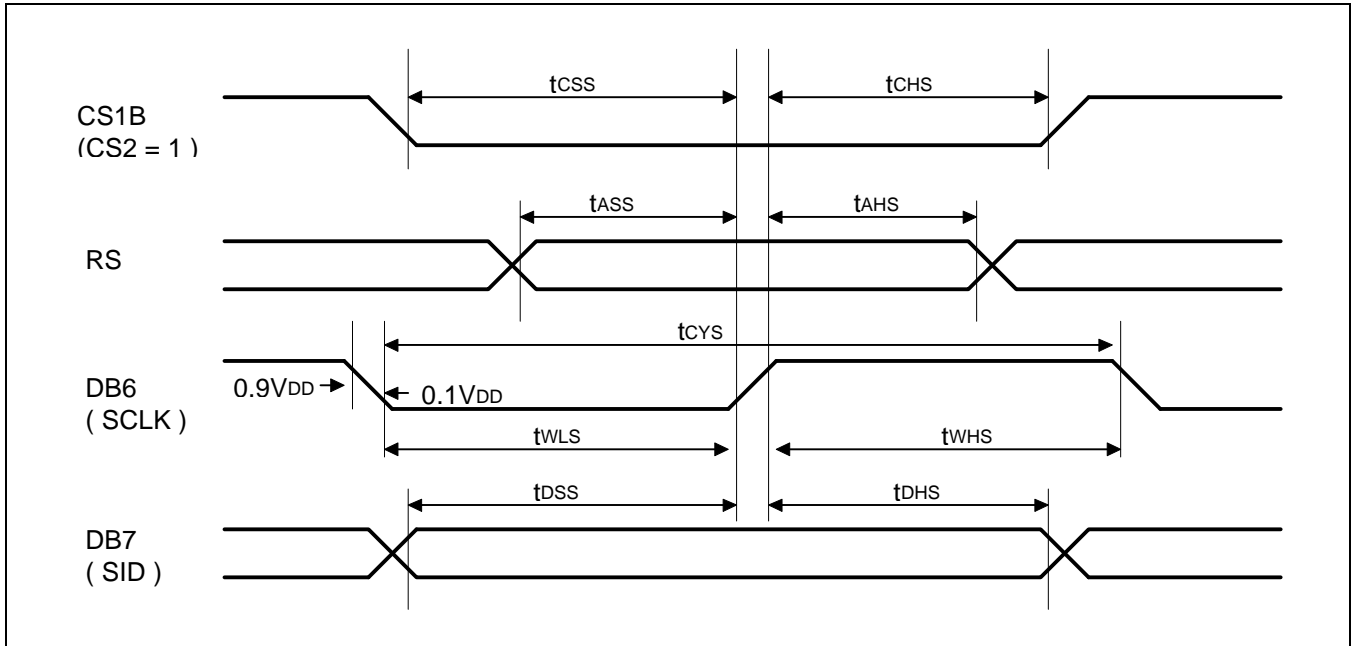 tCSS
tCHS
CS1B
(CS2 = 1 )
tASS
tAHS
RS
tCYS
DB6
( SCLK )
0.9VDD
0.1VDD
tWLS
tWHS
tDSS
tDHS
DB7
( SID )